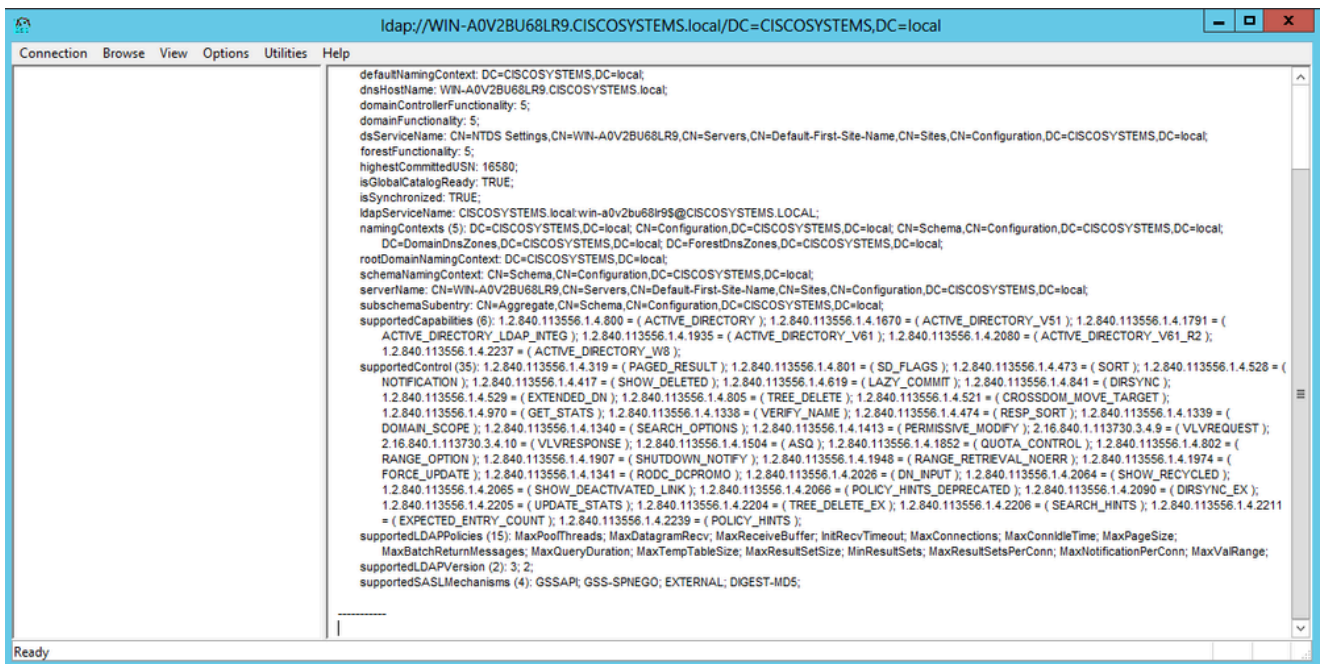 ldap://WIN-A0V2BU68LR9.CISCOSYSTEMS.local/DC=CISCOSYSTEMS,DC=local
Connection Browse View Options Utilities Help
defaultNamingContext: DC=CISCOSYSTEMS,DC=local;
dnsHostName: WIN-A0V2BU68LR9.CISCOSYSTEMS.local;
domainControllerFunctionality: 5;
domainFunctionality: 5;
dsServiceName: CN=NTDS Settings,CN=WIN-A0V2BU68LR9,CN=Servers,CN=Default-First-Site-Name,CN=Sites,CN=Configuration,DC=CISCOSYSTEMS,DC=local;
forestFunctionality: 5;
highestCommittedUSN: 16580;
isGlobalCatalogReady: TRUE;
isSynchronized: TRUE;
ldapServiceName: CISCOSYSTEMS.local:win-a0v2bu68lr9$@CISCOSYSTEMS.LOCAL;
namingContexts (5): DC=CISCOSYSTEMS,DC=local; CN=Configuration,DC=CISCOSYSTEMS,DC=local; CN=Schema,CN=Configuration,DC=CISCOSYSTEMS,DC=local;
DC=DomainDnsZones,DC=CISCOSYSTEMS,DC=local; DC=ForestDnsZones,DC=CISCOSYSTEMS,DC=local;
rootDomainNamingContext: DC=CISCOSYSTEMS,DC=local;
schemaNamingContext: CN=Schema,CN=Configuration,DC=CISCOSYSTEMS,DC=local;
serverName: CN=WIN-A0V2BU68LR9,CN=Servers,CN=Default-First-Site-Name,CN=Sites,CN=Configuration,DC=CISCOSYSTEMS,DC=local;
subschemaSubentry: CN=Aggregate,CN=Schema,CN=Configuration,DC=CISCOSYSTEMS,DC=local;
supportedCapabilities (6): 1.2.840.113556.1.4.800 = ( ACTIVE_DIRECTORY ); 1.2.840.113556.1.4.1670 = ( ACTIVE_DIRECTORY_V51 ); 1.2.840.113556.1.4.1791 = (
ACTIVE_DIRECTORY_LDAP_INTEG ); 1.2.840.113556.1.4.1935 = ( ACTIVE_DIRECTORY_V61 ); 1.2.840.113556.1.4.2080 = ( ACTIVE_DIRECTORY_V61_R2 );
1.2.840.113556.1.4.2237 = ( ACTIVE_DIRECTORY_W8 );
supportedControl (35): 1.2.840.113556.1.4.319 = ( PAGED_RESULT ); 1.2.840.113556.1.4.801 = ( SD_FLAGS ); 1.2.840.113556.1.4.473 = ( SORT ); 1.2.840.113556.1.4.528 = (
NOTIFICATION ); 1.2.840.113556.1.4.417 = ( SHOW_DELETED ); 1.2.840.113556.1.4.619 = ( LAZY_COMMIT ); 1.2.840.113556.1.4.841 = ( DIRSYNC );
1.2.840.113556.1.4.529 = ( EXTENDED_DN ); 1.2.840.113556.1.4.805 = ( TREE_DELETE ); 1.2.840.113556.1.4.521 = ( CROSSDOM_MOVE_TARGET );
1.2.840.113556.1.4.970 = ( GET_STATS ); 1.2.840.113556.1.4.1338 = ( VERIFY_NAME ); 1.2.840.113556.1.4.474 = ( RESP_SORT ); 1.2.840.113556.1.4.1339 = (
DOMAIN_SCOPE ); 1.2.840.113556.1.4.1340 = ( SEARCH_OPTIONS ); 1.2.840.113556.1.4.1413 = ( PERMISSIVE_MODIFY ); 2.16.840.1.113730.3.4.9 = ( VLVREQUEST );
2.16.840.1.113730.3.4.10 = ( VLVRESPONSE ); 1.2.840.113556.1.4.1504 = ( ASQ ); 1.2.840.113556.1.4.1852 = ( QUOTA_CONTROL ); 1.2.840.113556.1.4.802 = (
RANGE_OPTION ); 1.2.840.113556.1.4.1907 = ( SHUTDOWN_NOTIFY ); 1.2.840.113556.1.4.1948 = ( RANGE_RETRIEVAL_NOERR ); 1.2.840.113556.1.4.1974 = (
FORCE_UPDATE ); 1.2.840.113556.1.4.1341 = ( RODC_DCPROMO ); 1.2.840.113556.1.4.2026 = ( DN_INPUT ); 1.2.840.113556.1.4.2064 = ( SHOW_RECYCLED );
1.2.840.113556.1.4.2065 = ( SHOW_DEACTIVATED_LINK ); 1.2.840.113556.1.4.2066 = ( POLICY_HINTS_DEPRECATED ); 1.2.840.113556.1.4.2090 = ( DIRSYNC_EX );
1.2.840.113556.1.4.2205 = ( UPDATE_STATS ); 1.2.840.113556.1.4.2204 = ( TREE_DELETE_EX ); 1.2.840.113556.1.4.2206 = ( SEARCH_HINTS ); 1.2.840.113556.1.4.2211
= ( EXPECTED_ENTRY_COUNT ); 1.2.840.113556.1.4.2239 = ( POLICY_HINTS );
supportedLDAPPolicies (15): MaxPoolThreads; MaxDatagramRecv; MaxReceiveBuffer; InitRecvTimeout; MaxConnections; MaxConnIdleTime; MaxPageSize;
MaxBatchReturnMessages; MaxQueryDuration; MaxTempTableSize; MaxResultSetSize; MinResultSets; MaxResultSetsPerConn; MaxNotificationPerConn; MaxValRange;
supportedLDAPVersion (2): 3; 2;
supportedSASLMechanisms (4): GSSAPI; GSS-SPNEGO; EXTERNAL; DIGEST-MD5;
-----------
Ready